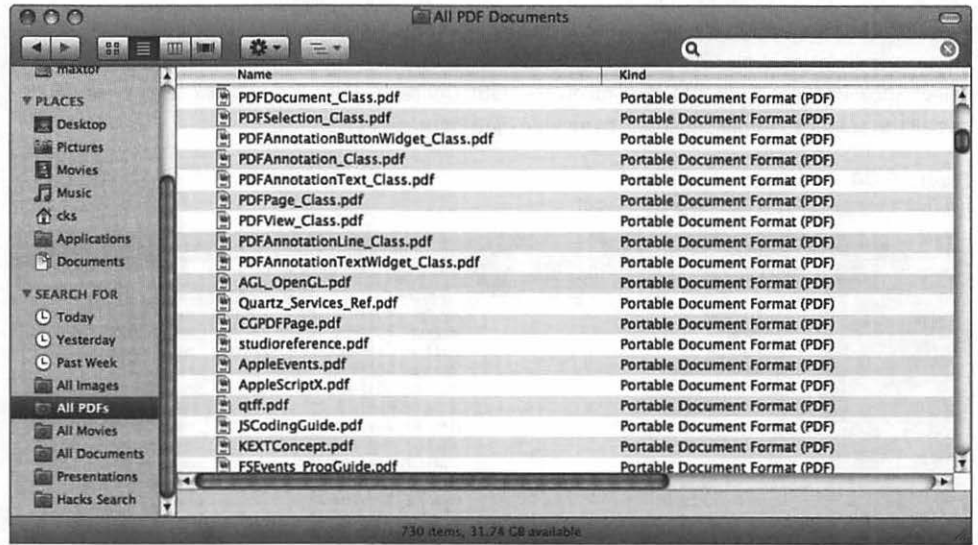 All PDF Documents
maxtor
PLACES
Desktop
Pictures
Movies
Music
cks
Applications
Documents
SEARCH FOR
Today
Yesterday
Past Week
All Images
All PDFs
All Movies
All Documents
Presentations
Hacks Search
Name Kind
PDFDocument_Class.pdf Portable Document Format (PDF)
PDFSelection_Class.pdf Portable Document Format (PDF)
PDFAnnotationButtonWidget_Class.pdf Portable Document Format (PDF)
PDFAnnotation_Class.pdf Portable Document Format (PDF)
PDFAnnotationText_Class.pdf Portable Document Format (PDF)
PDFPage_Class.pdf Portable Document Format (PDF)
PDFView_Class.pdf Portable Document Format (PDF)
PDFAnnotationLine_Class.pdf Portable Document Format (PDF)
PDFAnnotationTextWidget_Class.pdf Portable Document Format (PDF)
AGL_OpenGL.pdf Portable Document Format (PDF)
Quartz_Services_Ref.pdf Portable Document Format (PDF)
CGPDFPage.pdf Portable Document Format (PDF)
studioreference.pdf Portable Document Format (PDF)
AppleEvents.pdf Portable Document Format (PDF)
AppleScriptX.pdf Portable Document Format (PDF)
qtff.pdf Portable Document Format (PDF)
JSCodingGuide.pdf Portable Document Format (PDF)
KEXTConcept.pdf Portable Document Format (PDF)
FSEvents_ProgGuide.pdf Portable Document Format (PDF)
730 items, 31.74 GB available